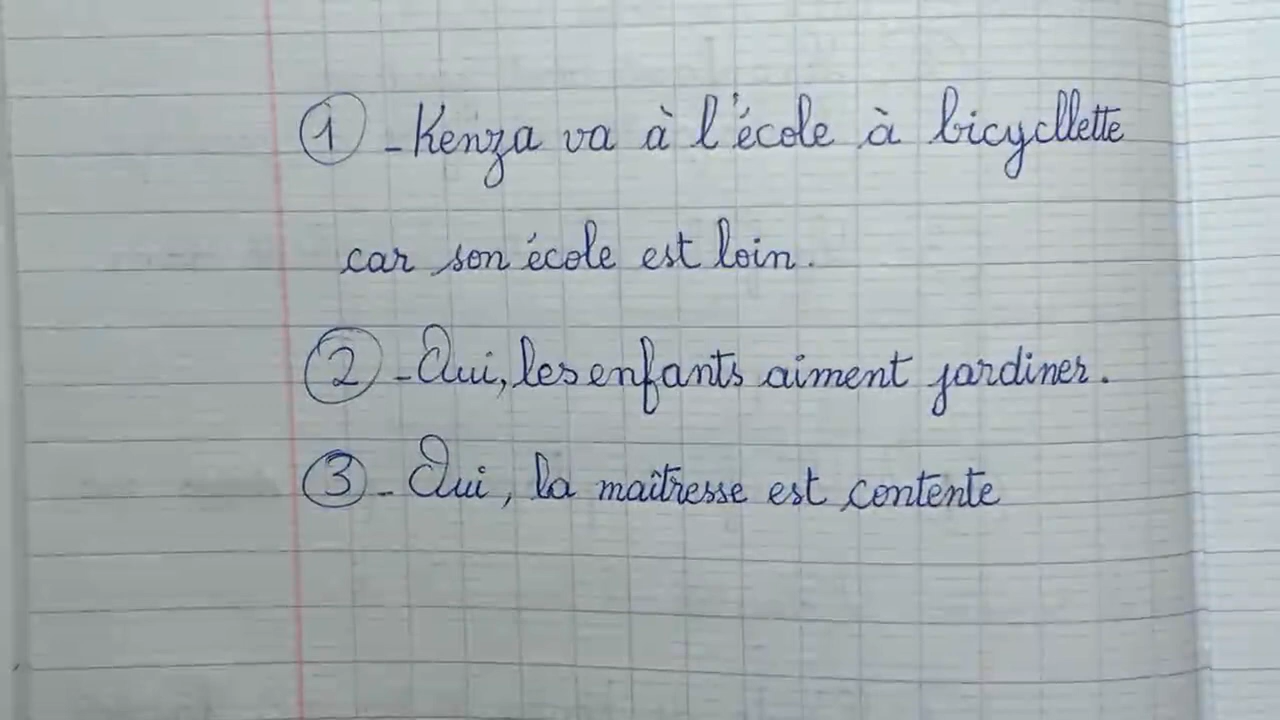 1 - Kenza va à l'école à bicycllette
car son école est loin.
2 - Oui, les enfants aiment jardiner.
3 - Oui, la maîtresse est contente